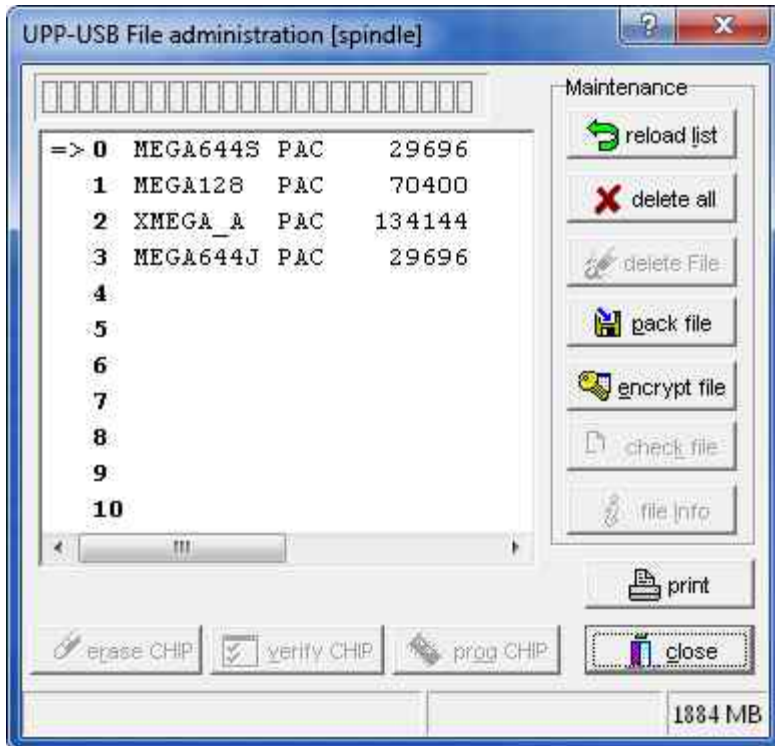 UPP-USB File administration [spindle]
Maintenance
=> 0 MEGA644S PAC 29696
1 MEGA128 PAC 70400
2 XMEGA_A PAC 134144
3 MEGA644J PAC 29696
4
5
6
7
8
9
10
reload list
delete all
delete File
pack file
encrypt file
check file
file Info
print
erase CHIP
verify CHIP
prog CHIP
close
1884 MB